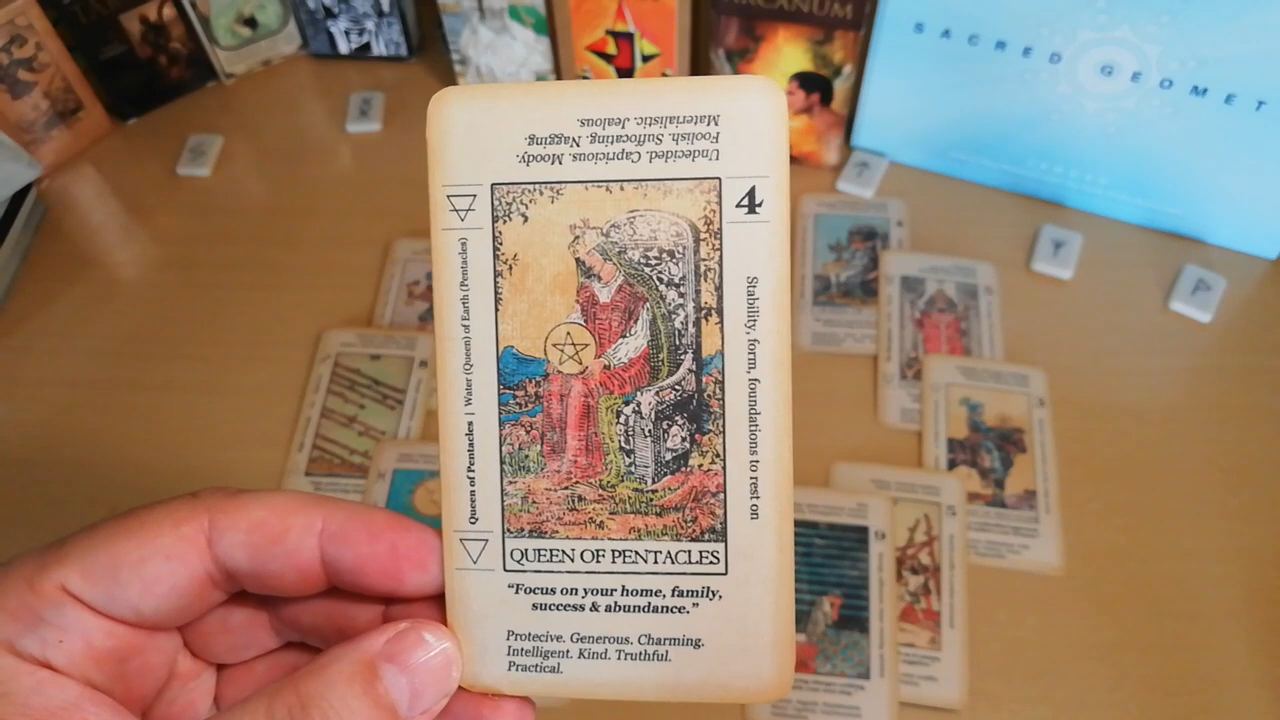 ARCANUM
SACRED GEOMET
Undecided. Capricious. Moody.
Foolish. Suffocating. Nagging.
Materialistic. Jealous.
4
Queen of Pentacles | Water (Queen) of Earth (Pentacles)
Stability, form, foundations to rest on
QUEEN OF PENTACLES
“Focus on your home, family,
success & abundance.”
Protecive. Generous. Charming.
Intelligent. Kind. Truthful.
Practical.